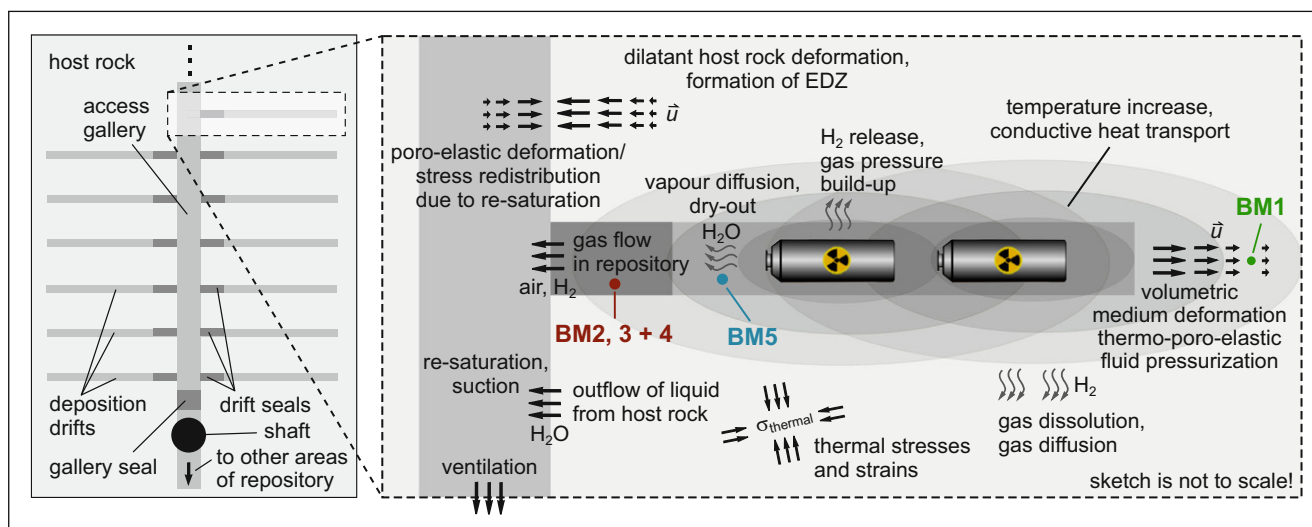 host rock
access
gallery
deposition
drifts
drift seals
shaft
gallery seal
to other areas
of repository
dilatant host rock deformation,
formation of EDZ
u
poro-elastic deformation/
stress redistribution
due to re-saturation
H2 release,
gas pressure
build-up
vapour diffusion,
dry-out
H2O
temperature increase,
conductive heat transport
BM1
u
gas flow
in repository
air, H2
BM2, 3 + 4
BM5
volumetric
medium deformation
thermo-poro-elastic
fluid pressurization
re-saturation,
suction
outflow of liquid
from host rock
H2O
σthermal
thermal stresses
and strains
H2
gas dissolution,
gas diffusion
ventilation
sketch is not to scale!